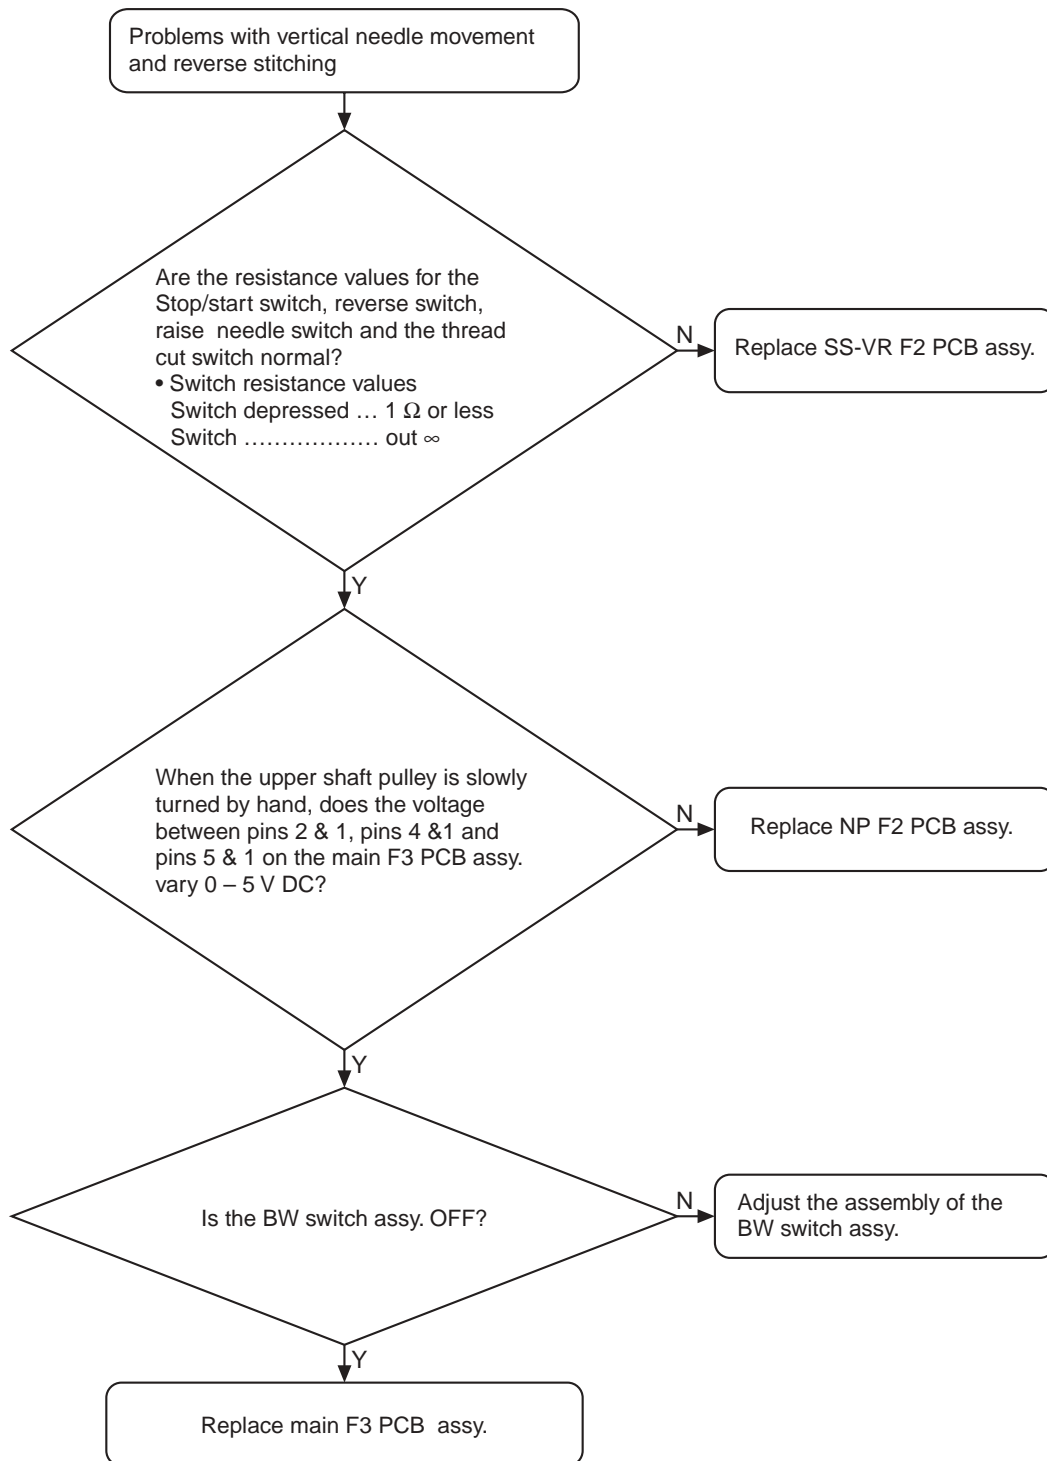 Problems with vertical needle movement
and reverse stitching
Are the resistance values for the
Stop/start switch, reverse switch,
raise  needle switch and the thread
cut switch normal?
• Switch resistance values
Switch depressed … 1 Ω or less
Switch ……………… out ∞
N
Replace SS-VR F2 PCB assy.
Y
When the upper shaft pulley is slowly
turned by hand, does the voltage
between pins 2 & 1, pins 4 &1 and
pins 5 & 1 on the main F3 PCB assy.
vary 0 – 5 V DC?
N
Replace NP F2 PCB assy.
Y
Is the BW switch assy. OFF?
N
Adjust the assembly of the
BW switch assy.
Y
Replace main F3 PCB  assy.